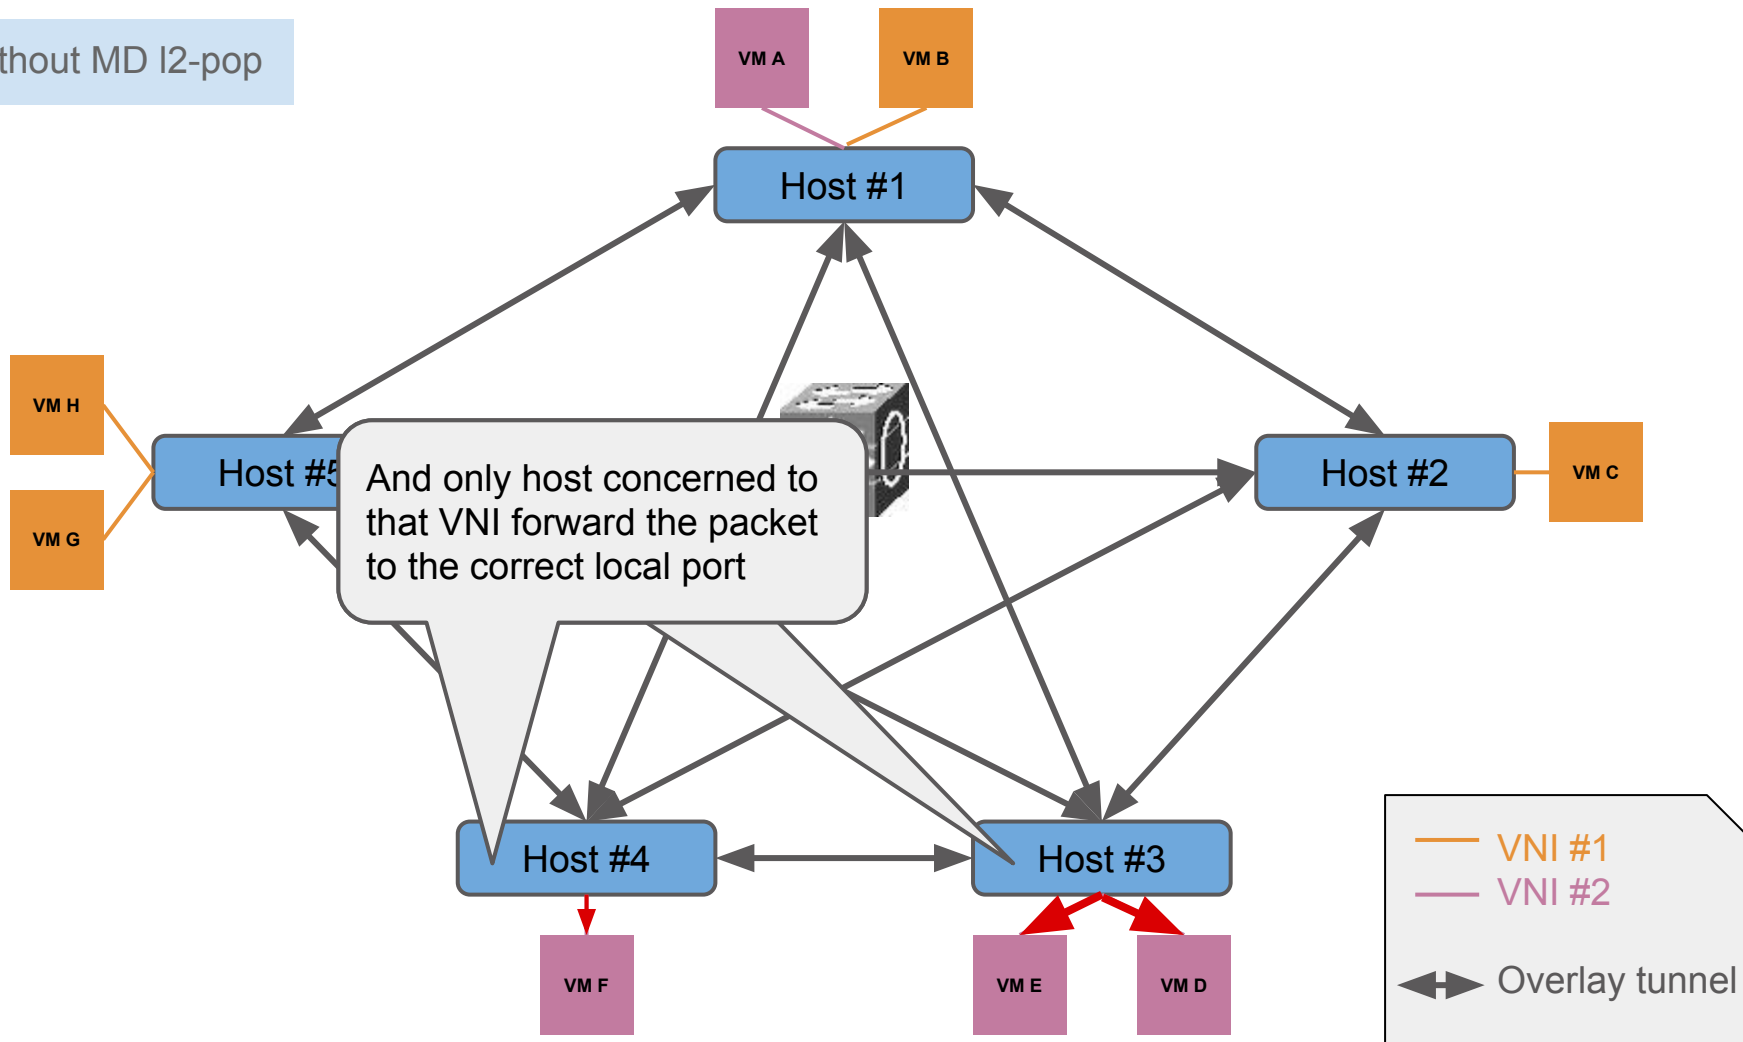 thout MD l2-pop
VM A
VM B
Host #1
VM H
VM G
Host #5
And only host concerned to
that VNI forward the packet
to the correct local port
Host #2
VM C
Host #4
Host #3
VM F
VM E
VM D
VNI #1
VNI #2
Overlay tunnel